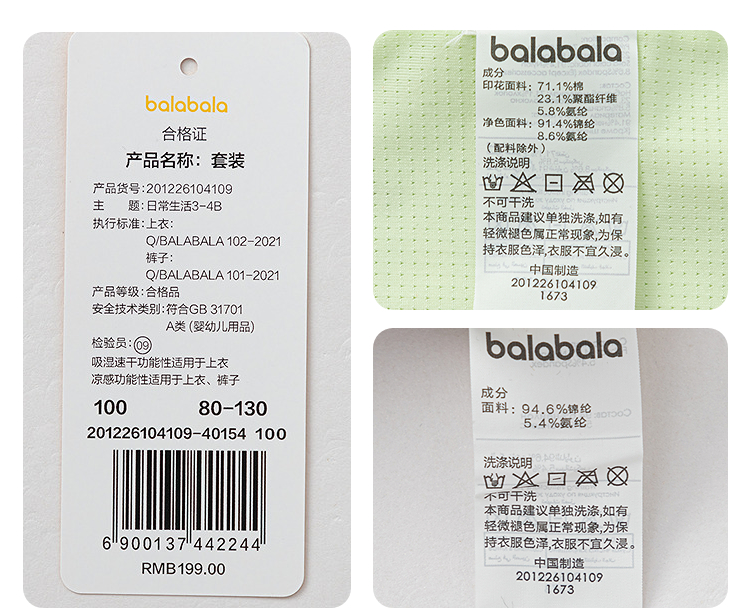 balabala
合格证
产品名称：套装
产品货号：201226104109
主　　题：日常生活3-4B
执行标准：上衣：
Q/BALABALA 102-2021
裤子：
Q/BALABALA 101-2021
产品等级：合格品
安全技术类别：符合GB 31701
A类 (婴幼儿用品)
检验员：09
吸湿速干功能性适用于上衣
凉感功能性适用于上衣、裤子
100 80-130
201226104109-40154 100
6 900137 442244
RMB199.00
balabala
成分
印花面料：71.1%棉
23.1%聚酯纤维
5.8%氨纶
净色面料：91.4%锦纶
8.6%氨纶
（配料除外）
洗涤说明
不可干洗
本商品建议单独洗涤,如有
轻微褪色属正常现象,为保
持衣服色泽,衣服不宜久浸。
中国制造
201226104109
1673
balabala
成分
面料：94.6%锦纶
5.4%氨纶
洗涤说明
不可干洗
本商品建议单独洗涤,如有
轻微褪色属正常现象,为保
持衣服色泽,衣服不宜久浸。
中国制造
201226104109
1673